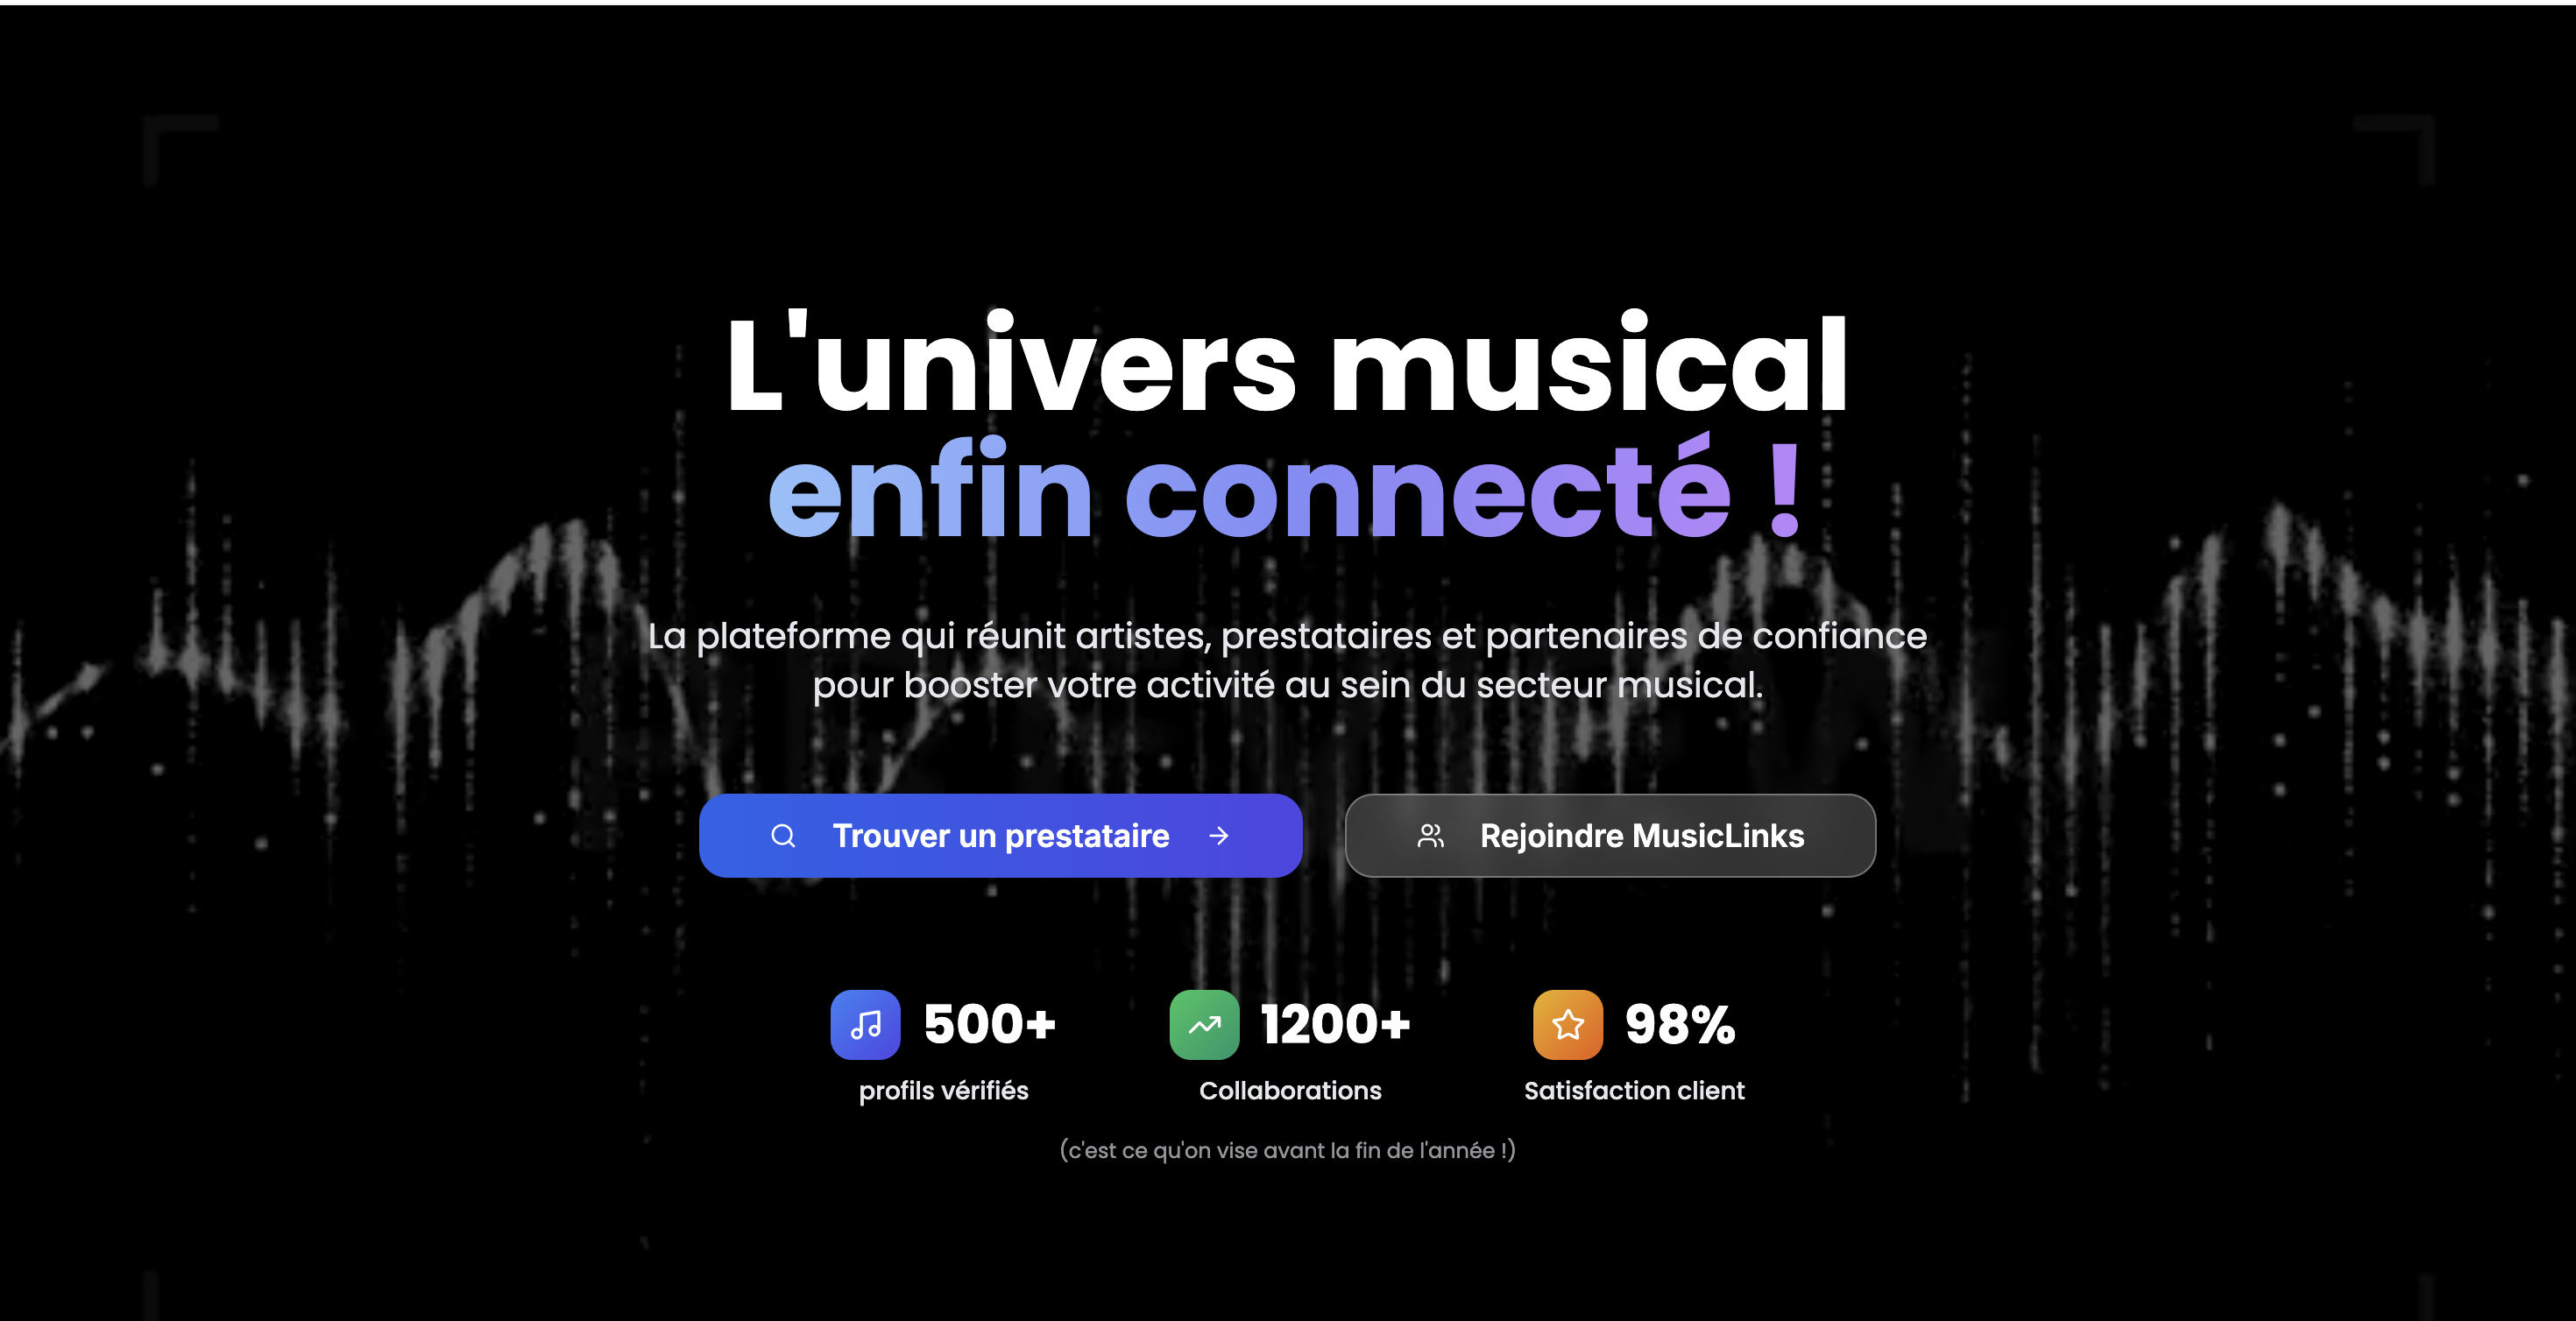 L'univers musical
enfin connecté !
La plateforme qui réunit artistes, prestataires et partenaires de confiance
pour booster votre activité au sein du secteur musical.
Trouver un prestataire
Rejoindre MusicLinks
500+
1200+
98%
profils vérifiés
Collaborations
Satisfaction client
(c'est ce qu'on vise avant la fin de l'année !)